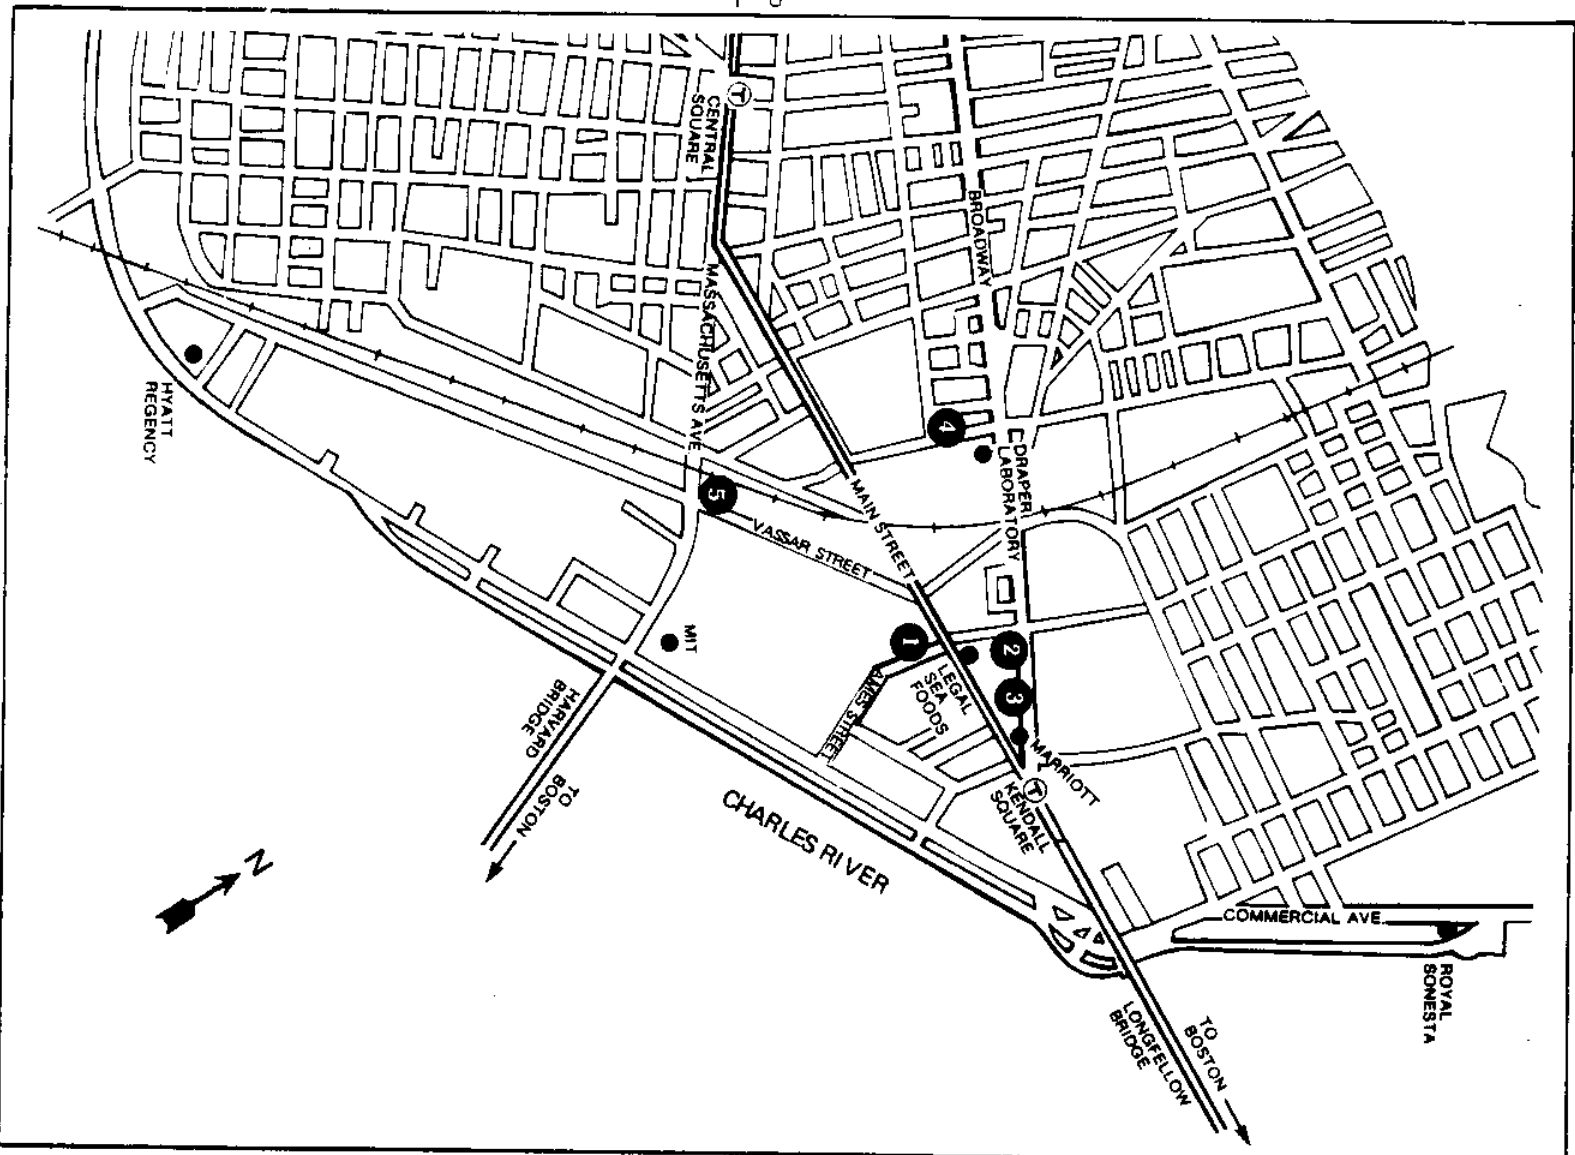 T
CENTRAL
SQUARE
BROADWAY
MASSACHUSETTS AVE.
HYATT
REGENCY
4
DRAPER
LABORATORY
5
MAIN STREET
VASSAR STREET
1
2
3
MIT
LEGAL
SEA
FOODS
AMES STREET
MARRIOTT
T
KENDALL
SQUARE
HARVARD
BRIDGE
TO
BOSTON
CHARLES RIVER
N
COMMERCIAL AVE.
ROYAL
SONESTA
TO
BOSTON
LONGFELLOW
BRIDGE